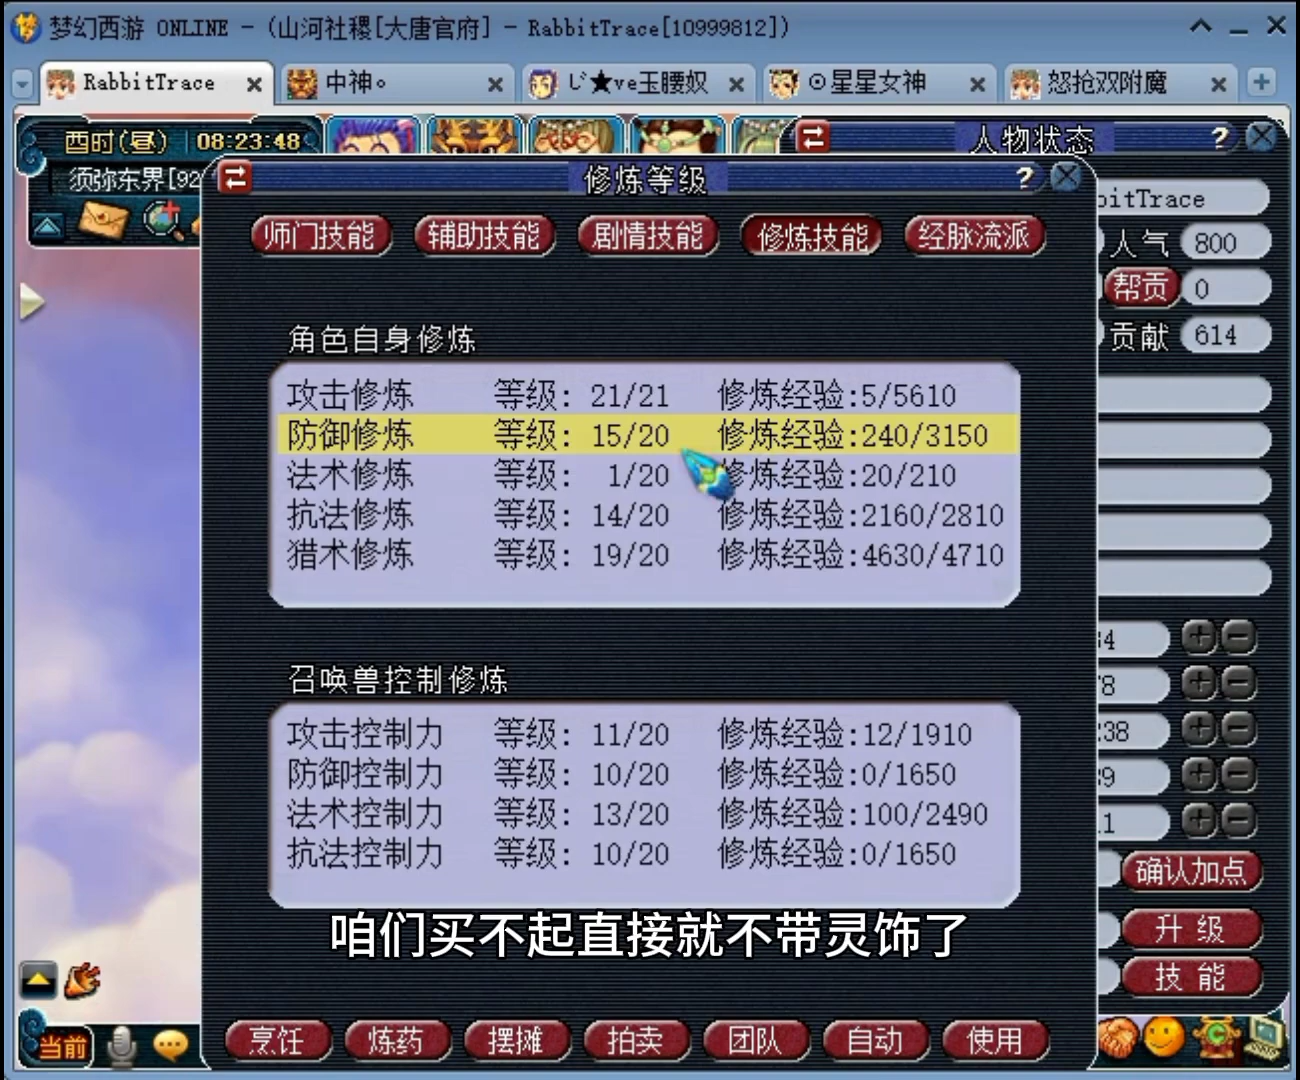 梦幻西游 ONLINE - (山河社稷[大唐官府] - RabbitTrace[10999812])
RabbitTrace
中神。
じ★ve玉腰奴
⊙星星女神
怒抢双附魔
酉时(昼) 08:23:48
人物状态
须弥东界[92
修炼等级
师门技能 辅助技能 剧情技能 修炼技能 经脉流派
bitTrace
人气 800
帮贡 0
贡献 614
角色自身修炼
攻击修炼 等级: 21/21 修炼经验:5/5610
防御修炼 等级: 15/20 修炼经验:240/3150
法术修炼 等级: 1/20 修炼经验:20/210
抗法修炼 等级: 14/20 修炼经验:2160/2810
猎术修炼 等级: 19/20 修炼经验:4630/4710
召唤兽控制修炼
攻击控制力 等级: 11/20 修炼经验:12/1910
防御控制力 等级: 10/20 修炼经验:0/1650
法术控制力 等级: 13/20 修炼经验:100/2490
抗法控制力 等级: 10/20 修炼经验:0/1650
确认加点
升级
技能
咱们买不起直接就不带灵饰了
当前
烹饪 炼药 摆摊 拍卖 团队 自动 使用